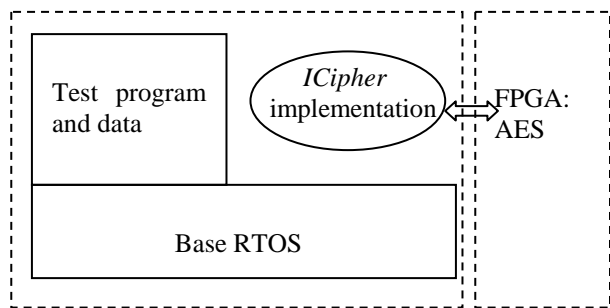 Test program
and data
ICipher
implementation
FPGA:
AES
Base RTOS